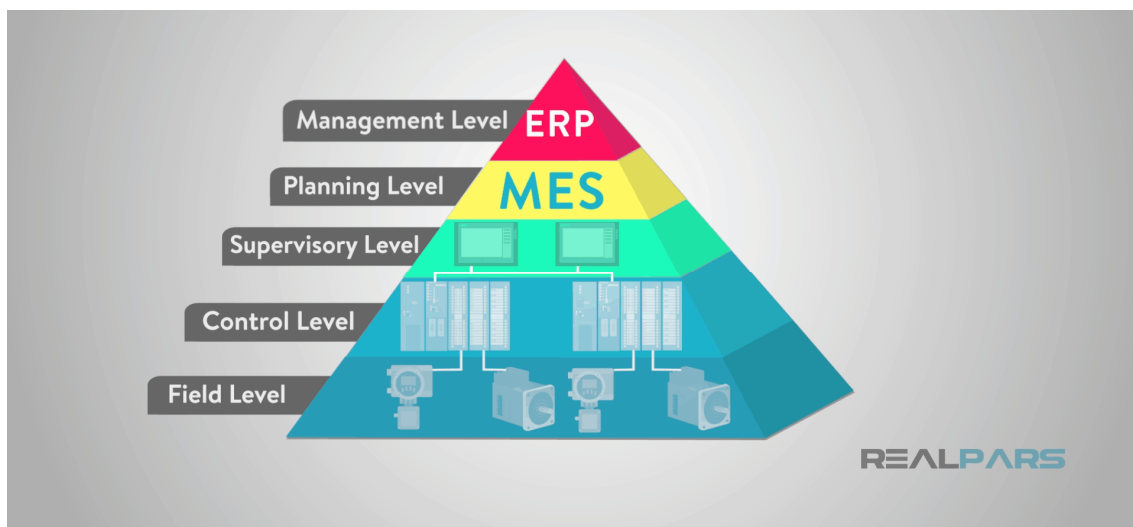 Management Level
ERP
Planning Level
MES
Supervisory Level
Control Level
Field Level
REALPARS